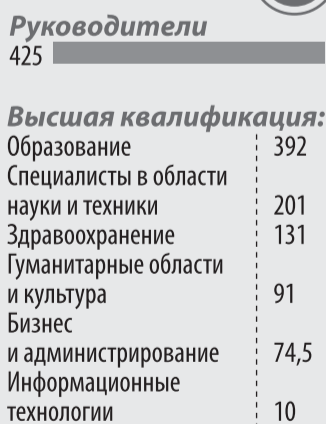 Руководители
425
Высшая квалификация:
Образование 392
Специалисты в области
науки и техники 201
Здравоохранение 131
Гуманитарные области
и культура 91
Бизнес
и администрирование 74,5
Информационные
технологии 10